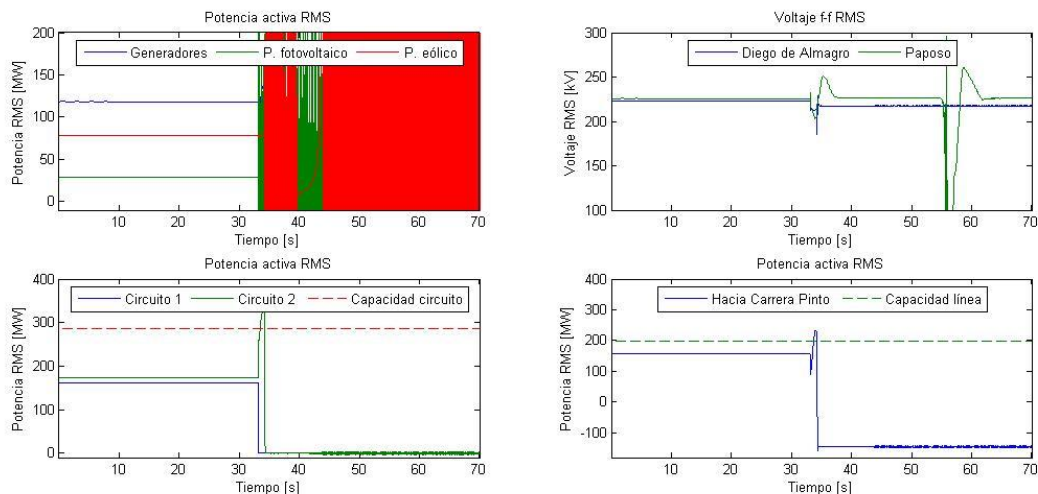 Potencia activa RMS
Generadores P. fotovoltaico P. eólico
Potencia RMS [MW]
200
150
100
50
0
10 20 30 40 50 60 70
Tiempo [s]
Voltaje f-f RMS
Diego de Almagro Paposo
Voltaje RMS [kV]
300
250
200
150
100
10 20 30 40 50 60 70
Tiempo [s]
Potencia activa RMS
Circuito 1 Circuito 2 Capacidad circuito
Potencia RMS [MW]
400
300
200
100
0
10 20 30 40 50 60 70
Tiempo [s]
Potencia activa RMS
Hacia Carrera Pinto Capacidad línea
Potencia RMS [MW]
400
300
200
100
0
-100
10 20 30 40 50 60 70
Tiempo [s]